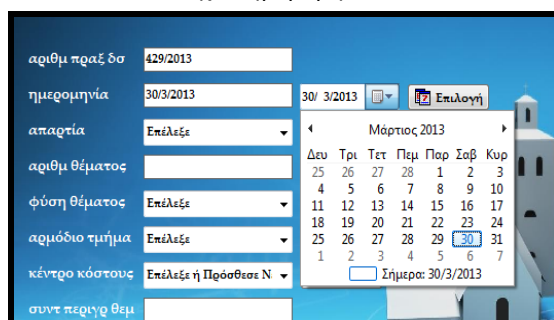 αριθμ πραξ δσ 429/2013
ημερομηνία 30/3/2013 30/ 3/2013 Επιλογή
απαρτία Επέλεξε
Μάρτιος 2013
αριθμ θέματος
Δευ Τρι Τετ Πεμ Παρ Σαβ Κυρ
25 26 27 28 1 2 3
4 5 6 7 8 9 10
φύση θέματος Επέλεξε
11 12 13 14 15 16 17
18 19 20 21 22 23 24
αρμόδιο τμήμα Επέλεξε
25 26 27 28 29 30 31
1 2 3 4 5 6 7
κέντρο κόστους Επέλεξε ή Πρόσθεσε Ν
Σήμερα: 30/3/2013
συντ περιγρ θεμ